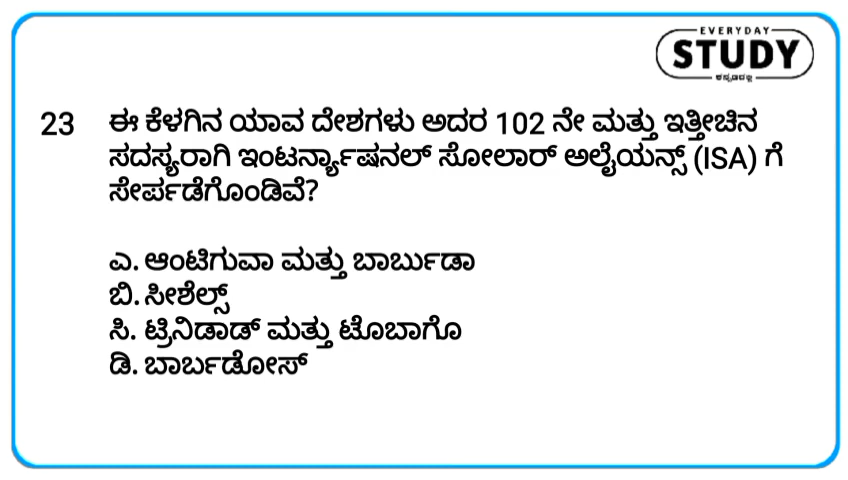 EVERYDAY
STUDY
ಕನ್ನಡದಲ್ಲಿ
23 ಈ ಕೆಳಗಿನ ಯಾವ ದೇಶಗಳು ಅದರ 102 ನೇ ಮತ್ತು ಇತ್ತೀಚಿನ
ಸದಸ್ಯರಾಗಿ ಇಂಟರ್ನ್ಯಾಷನಲ್ ಸೋಲಾರ್ ಅಲೈಯನ್ಸ್ (ISA) ಗೆ
ಸೇರ್ಪಡೆಗೊಂಡಿವೆ?
ಎ. ಆಂಟಿಗುವಾ ಮತ್ತು ಬಾರ್ಬುಡಾ
ಬಿ. ಸೀಶೆಲ್ಸ್
ಸಿ. ಟ್ರಿನಿಡಾಡ್ ಮತ್ತು ಟೊಬಾಗೊ
ಡಿ. ಬಾರ್ಬಡೋಸ್